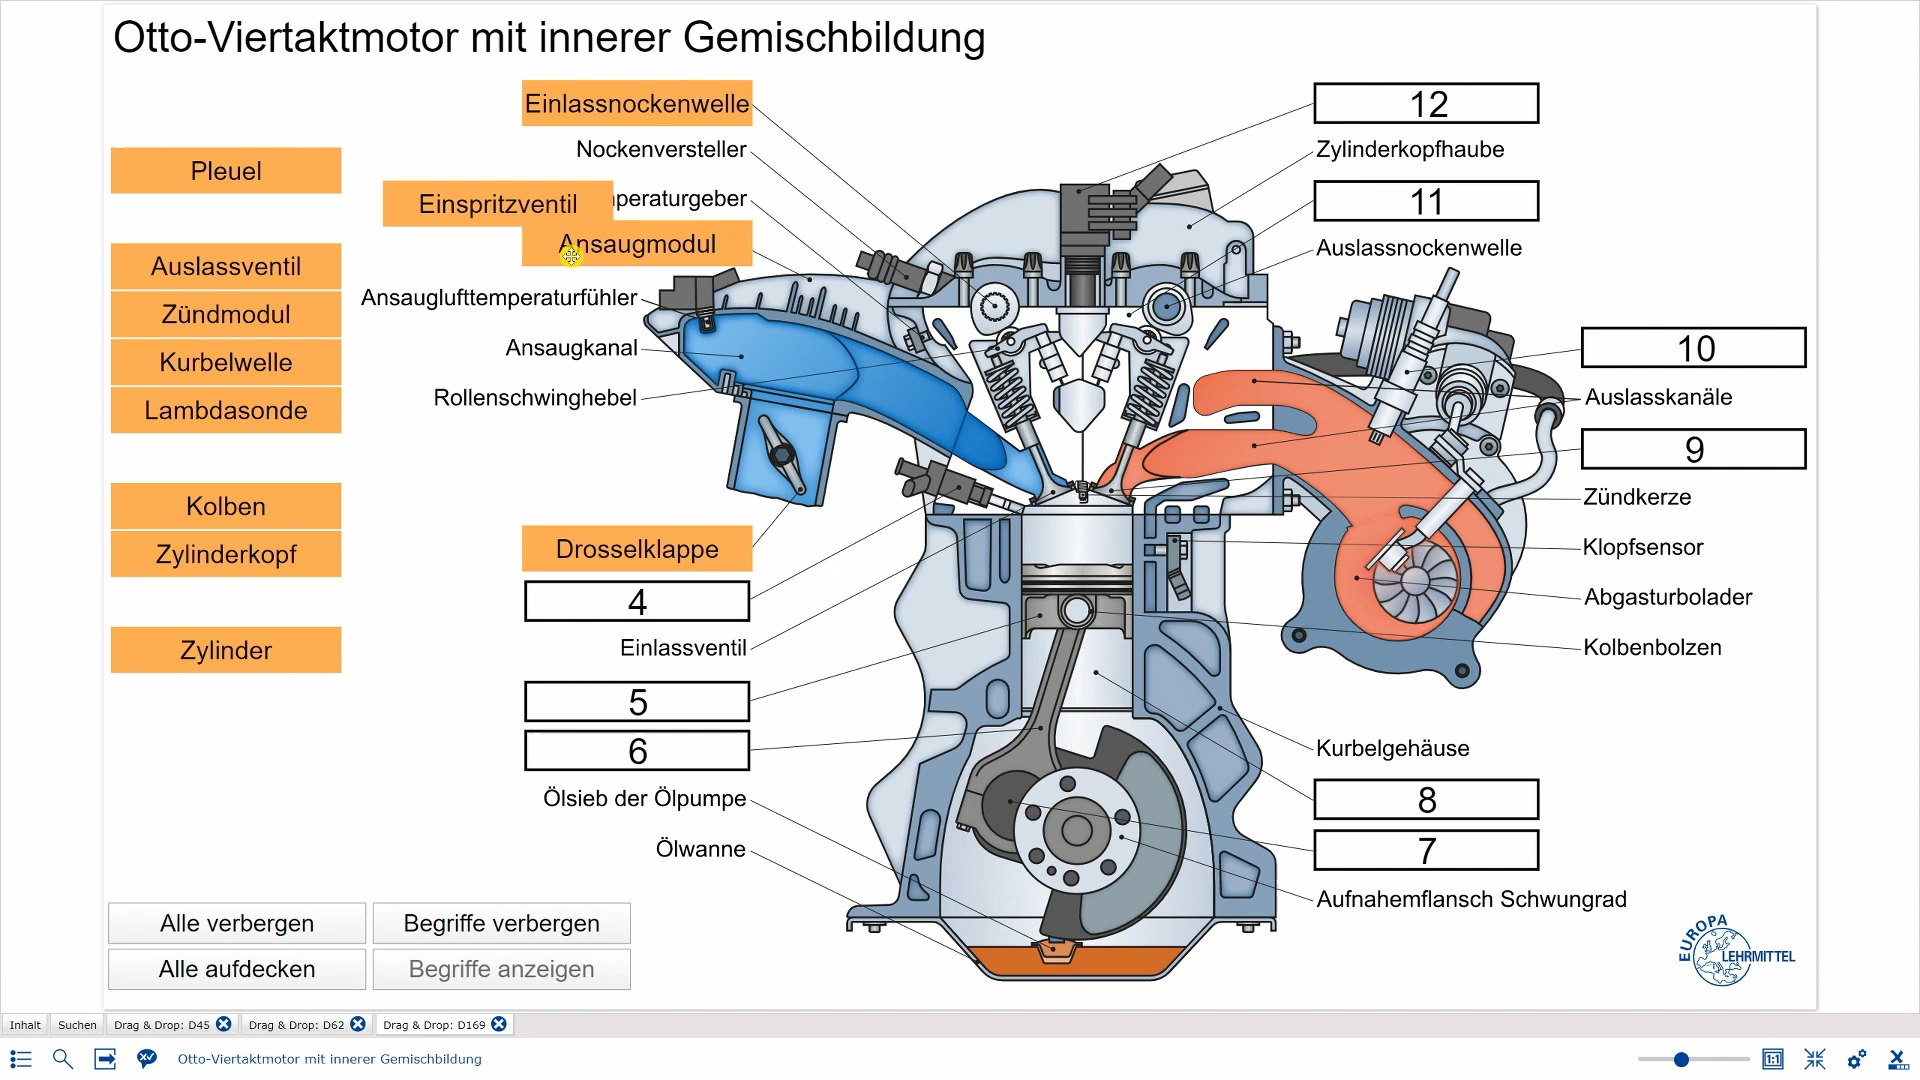 Otto-Viertaktmotor mit innerer Gemischbildung
Einlassnockenwelle
Nockenversteller
Einspritzventil
peraturgeber
Ansaugmodul
Ansauglufttemperaturfühler
Ansaugkanal
Rollenschwinghebel
Pleuel
Auslassventil
Zündmodul
Kurbelwelle
Lambdasonde
Kolben
Zylinderkopf
Zylinder
Drosselklappe
4
Einlassventil
5
6
Ölsieb der Ölpumpe
Ölwanne
12
Zylinderkopfhaube
11
Auslassnockenwelle
10
Auslasskanäle
9
Zündkerze
Klopfsensor
Abgasturbolader
Kolbenbolzen
Kurbelgehäuse
8
7
Aufnahemflansch Schwungrad
Alle verbergen
Begriffe verbergen
Alle aufdecken
Begriffe anzeigen
EUROPA
LEHRMITTEL
Inhalt
Suchen
Drag & Drop: D45
Drag & Drop: D62
Drag & Drop: D169
Otto-Viertaktmotor mit innerer Gemischbildung
1:1